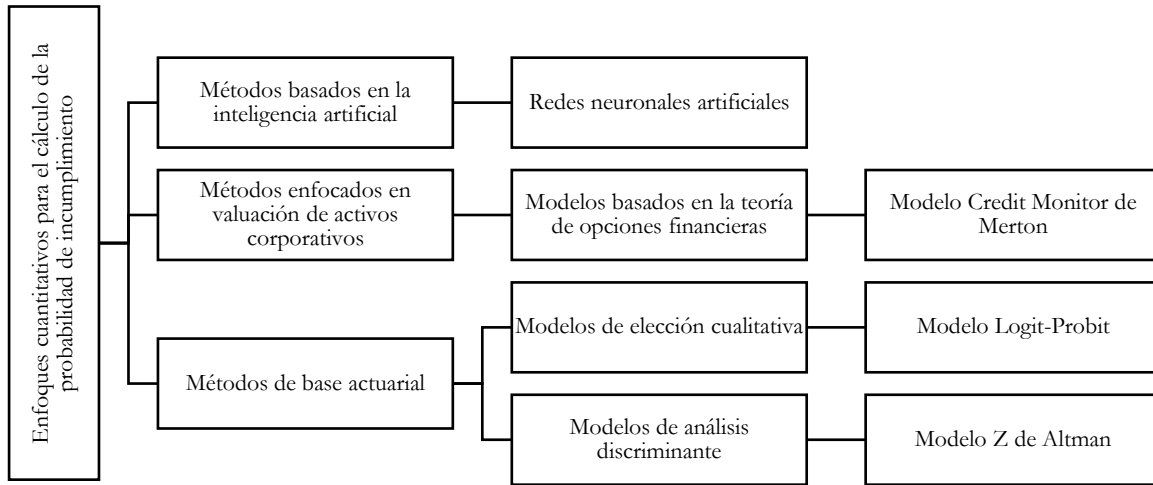 Enfoques cuantitativos para el cálculo de la
probabilidad de incumplimiento
Métodos basados en la
inteligencia artificial
Redes neuronales artificiales
Métodos enfocados en
valuación de activos
corporativos
Modelos basados en la teoría
de opciones financieras
Modelo Credit Monitor de
Merton
Métodos de base actuarial
Modelos de elección cualitativa
Modelo Logit-Probit
Modelos de análisis
discriminante
Modelo Z de Altman